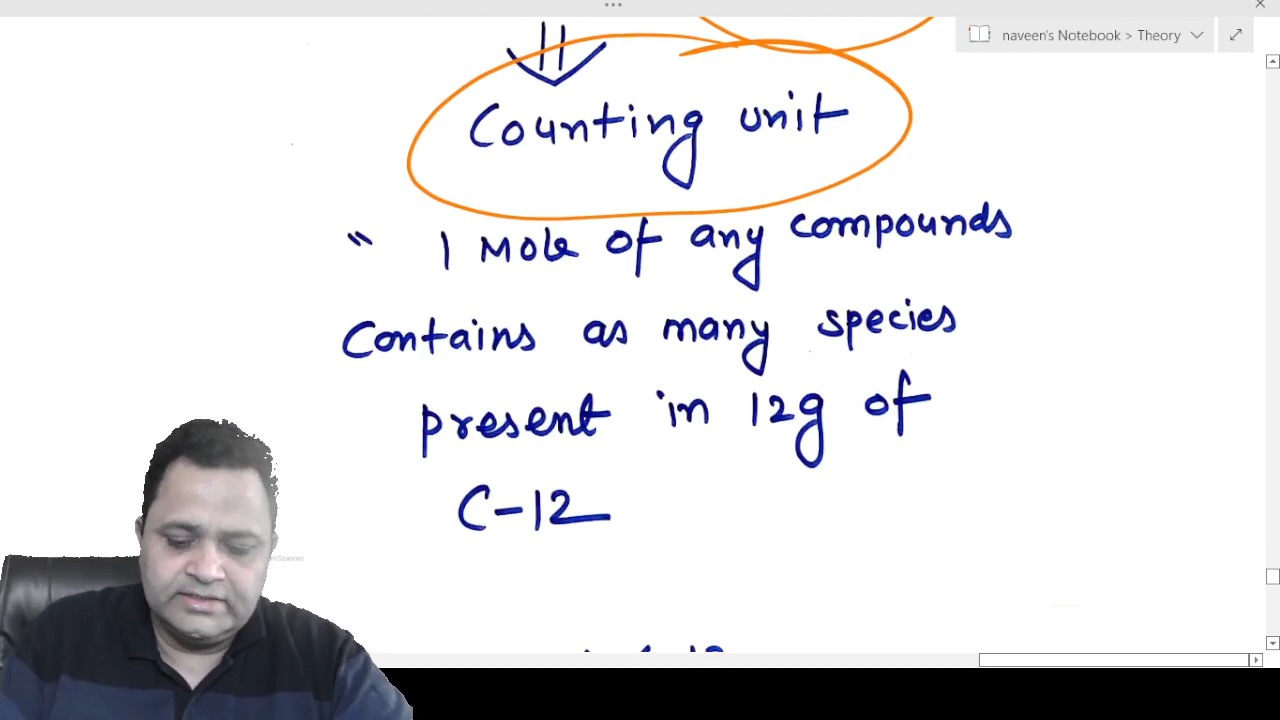 naveen's Notebook > Theory
Counting unit
" 1 Mole of any compounds
Contains as many species
present in 12g of
C-12